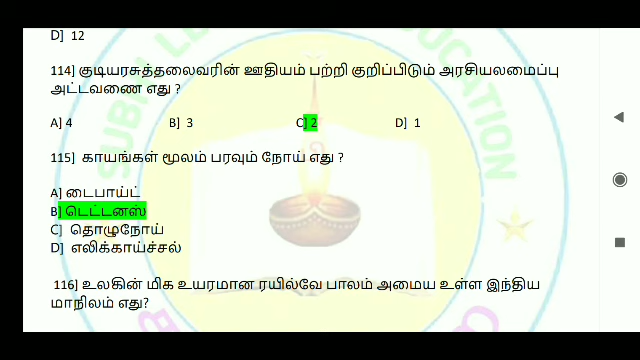 D] 12
114] குடியரசுத்தலைவரின் ஊதியம் பற்றி குறிப்பிடும் அரசியலமைப்பு
அட்டவணை எது ?
A] 4 B] 3 C] 2 D] 1
115] காயங்கள் மூலம் பரவும் நோய் எது ?
A] டைபாய்ட்
B] டெட்டனஸ்
C] தொழுநோய்
D] எலிக்காய்ச்சல்
116] உலகின் மிக உயரமான ரயில்வே பாலம் அமைய உள்ள இந்திய
மாநிலம் எது?